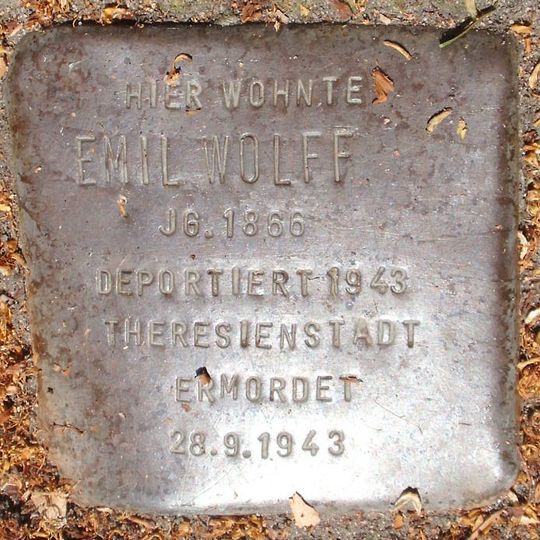 HIER WOHNTE
EMIL WOLFF
JG. 1866
DEPORTIERT 1943
THERESIENSTADT
ERMORDET
28.9.1943